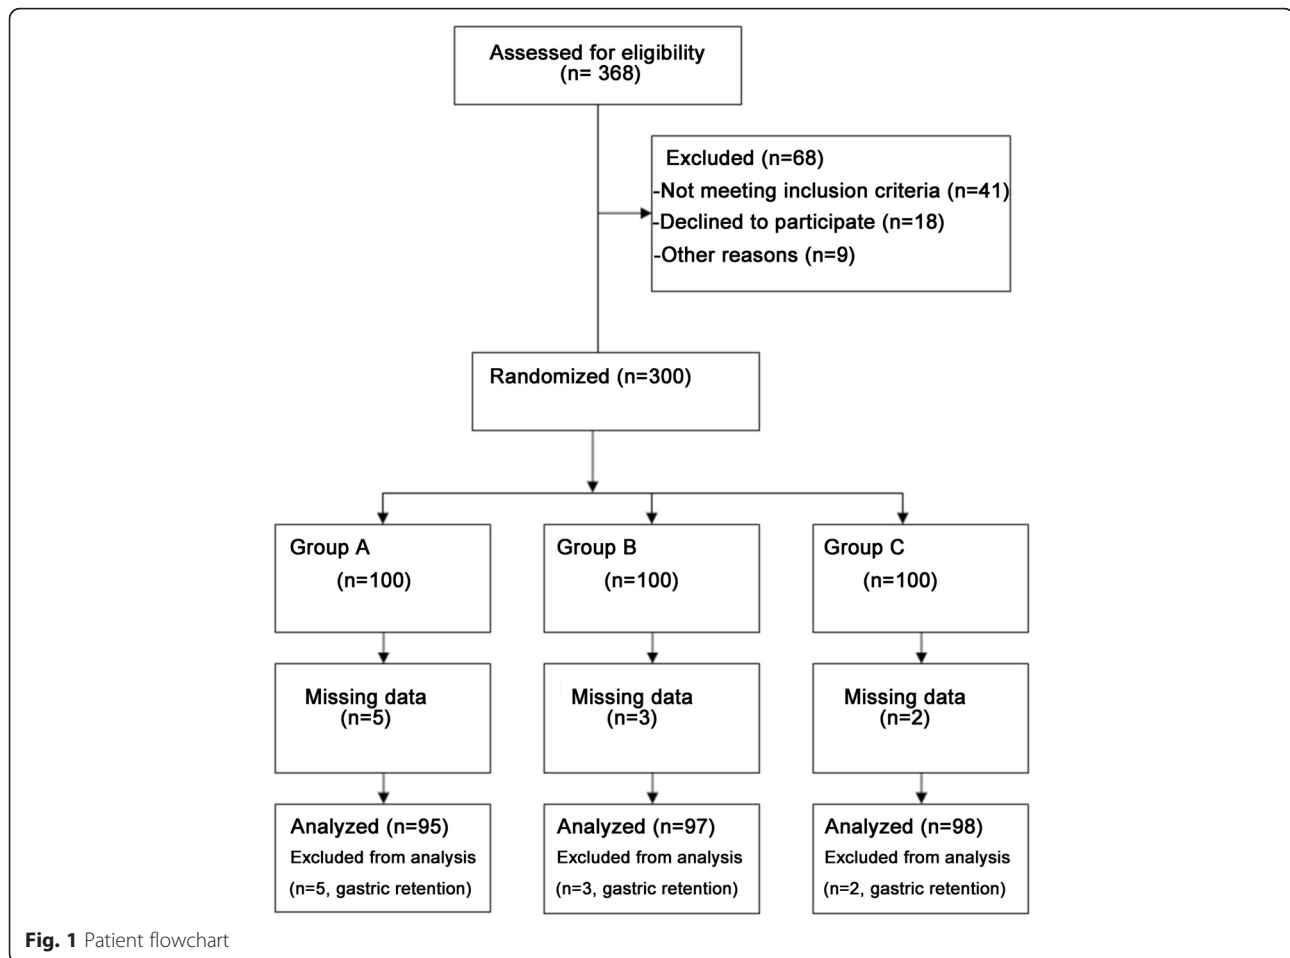 Assessed for eligibility
(n= 368)
Excluded (n=68)
-Not meeting inclusion criteria (n=41)
-Declined to participate (n=18)
-Other reasons (n=9)
Randomized (n=300)
Group A
(n=100)
Group B
(n=100)
Group C
(n=100)
Missing data
(n=5)
Missing data
(n=3)
Missing data
(n=2)
Analyzed (n=95)
Excluded from analysis
(n=5, gastric retention)
Analyzed (n=97)
Excluded from analysis
(n=3, gastric retention)
Analyzed (n=98)
Excluded from analysis
(n=2, gastric retention)
Fig. 1 Patient flowchart